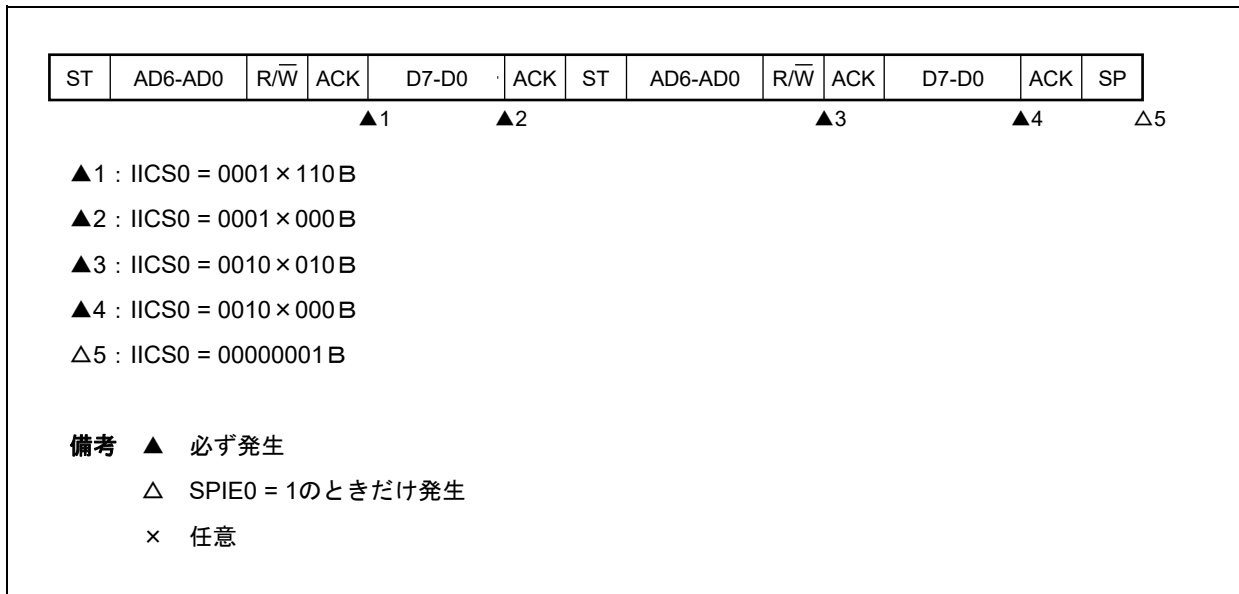 ST AD6-AD0 R/W̅ ACK D7-D0 ACK ST AD6-AD0 R/W̅ ACK D7-D0 ACK SP
▲1 ▲2 ▲3 ▲4 △5
▲1：IICS0 = 0001×110B
▲2：IICS0 = 0001×000B
▲3：IICS0 = 0010×010B
▲4：IICS0 = 0010×000B
△5：IICS0 = 00000001B
備考 ▲ 必ず発生
△ SPIE0 = 1のときだけ発生
× 任意